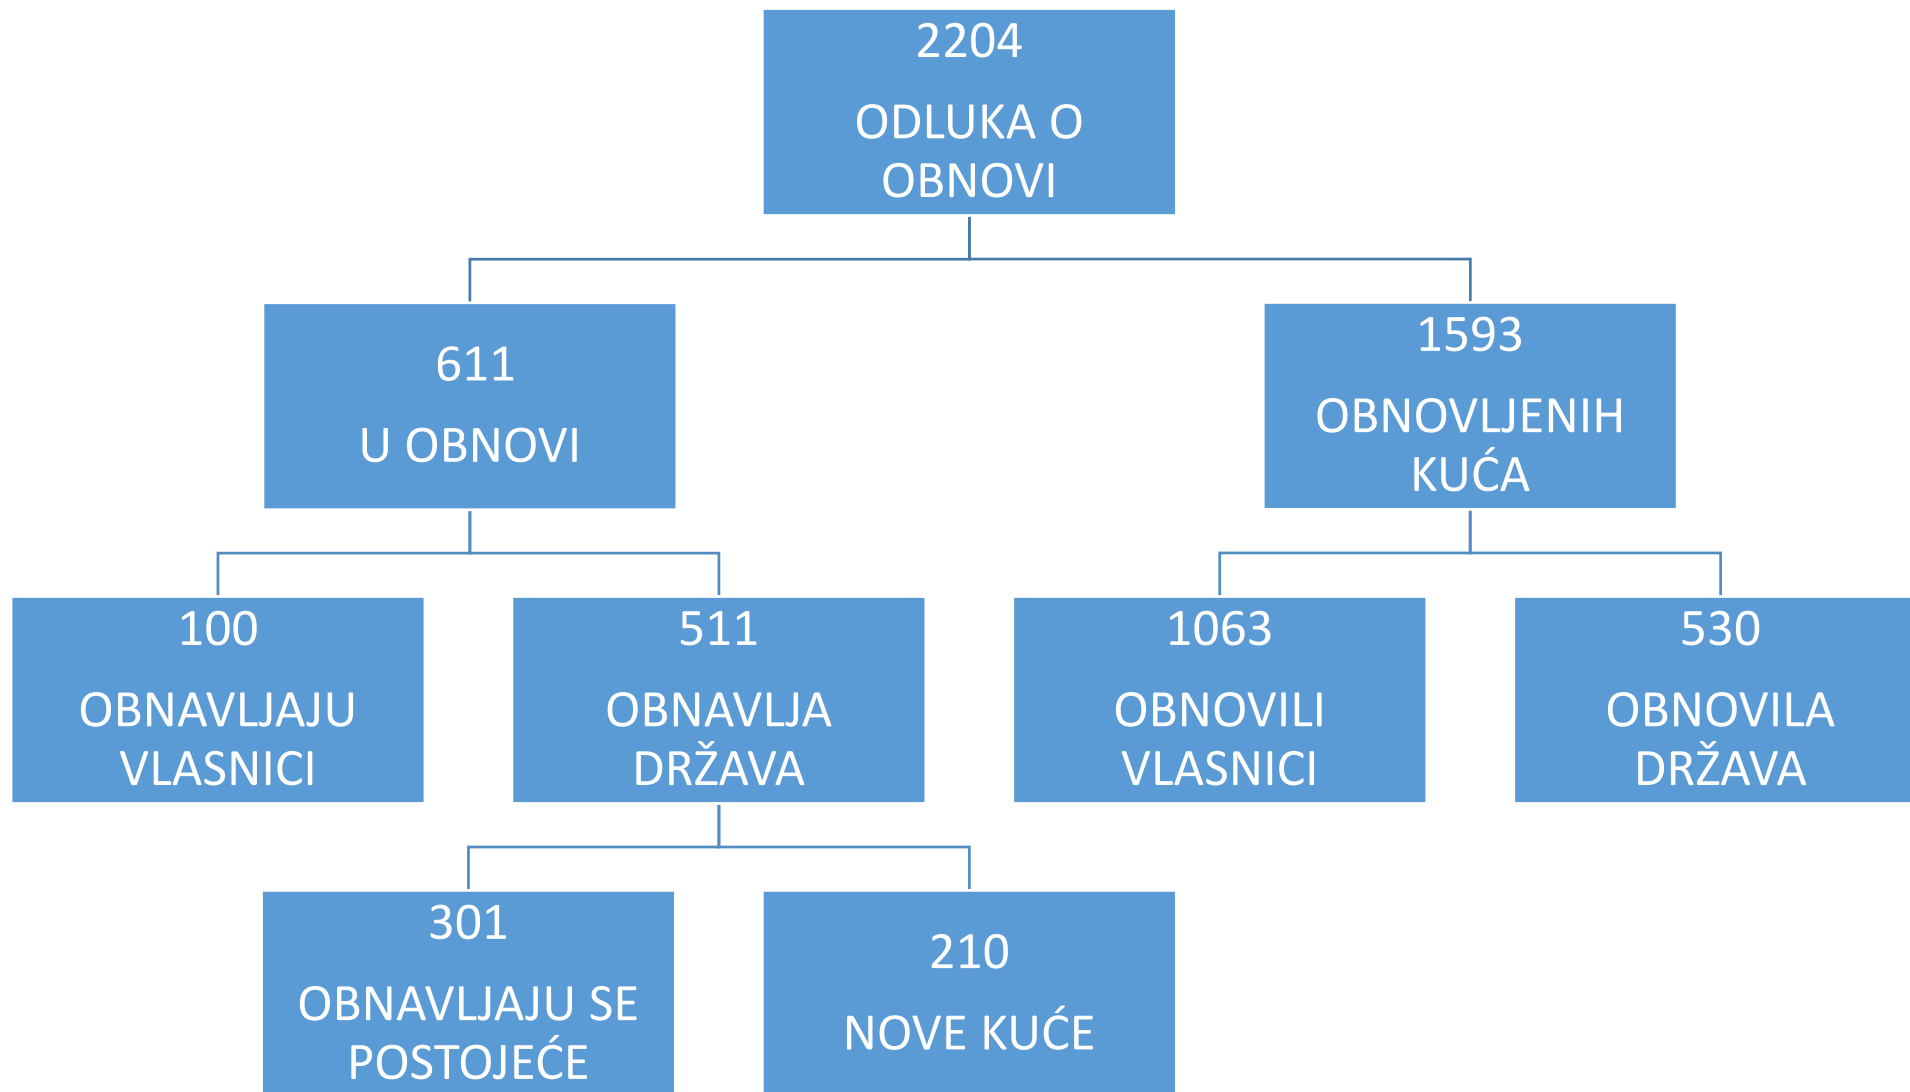 2204
ODLUKA O
OBNOVI
611
U OBNOVI
1593
OBNOVLJENIH
KUĆA
100
OBNAVLJAJU
VLASNICI
511
OBNAVLJA
DRŽAVA
1063
OBNOVILI
VLASNICI
530
OBNOVILA
DRŽAVA
301
OBNAVLJAJU SE
POSTOJEĆE
210
NOVE KUĆE